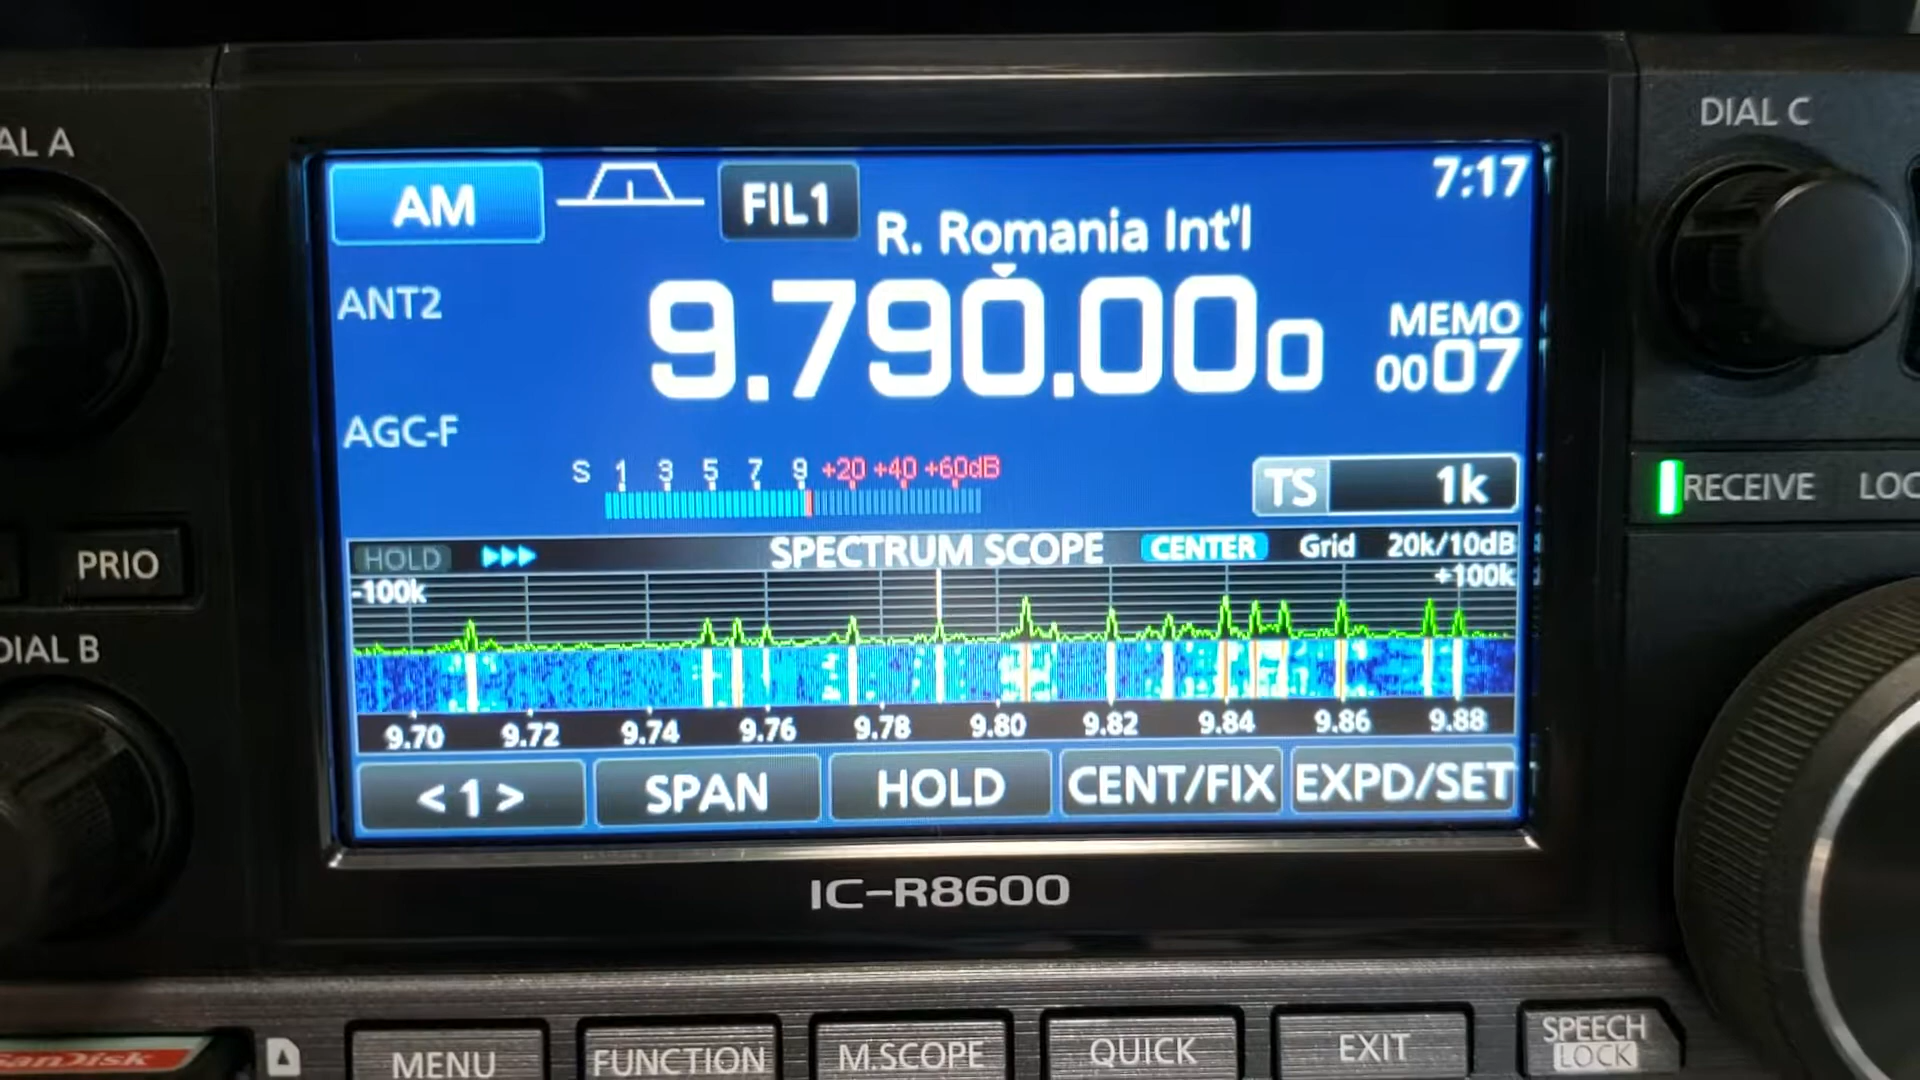 AL A
DIAL C
AM
FIL1
7:17
R. Romania Int'l
ANT2
9.790.000
MEMO
0007
AGC-F
S 1 3 5 7 9 +20 +40 +60dB
TS 1k
RECEIVE LOC
PRIO
HOLD
SPECTRUM SCOPE
CENTER
Grid
20k/10dB
-100k
+100k
DIAL B
9.70 9.72 9.74 9.76 9.78 9.80 9.82 9.84 9.86 9.88
<1>
SPAN
HOLD
CENT/FIX
EXPD/SET
IC-R8600
SanDisk
MENU
FUNCTION
M.SCOPE
QUICK
EXIT
SPEECH
LOCK